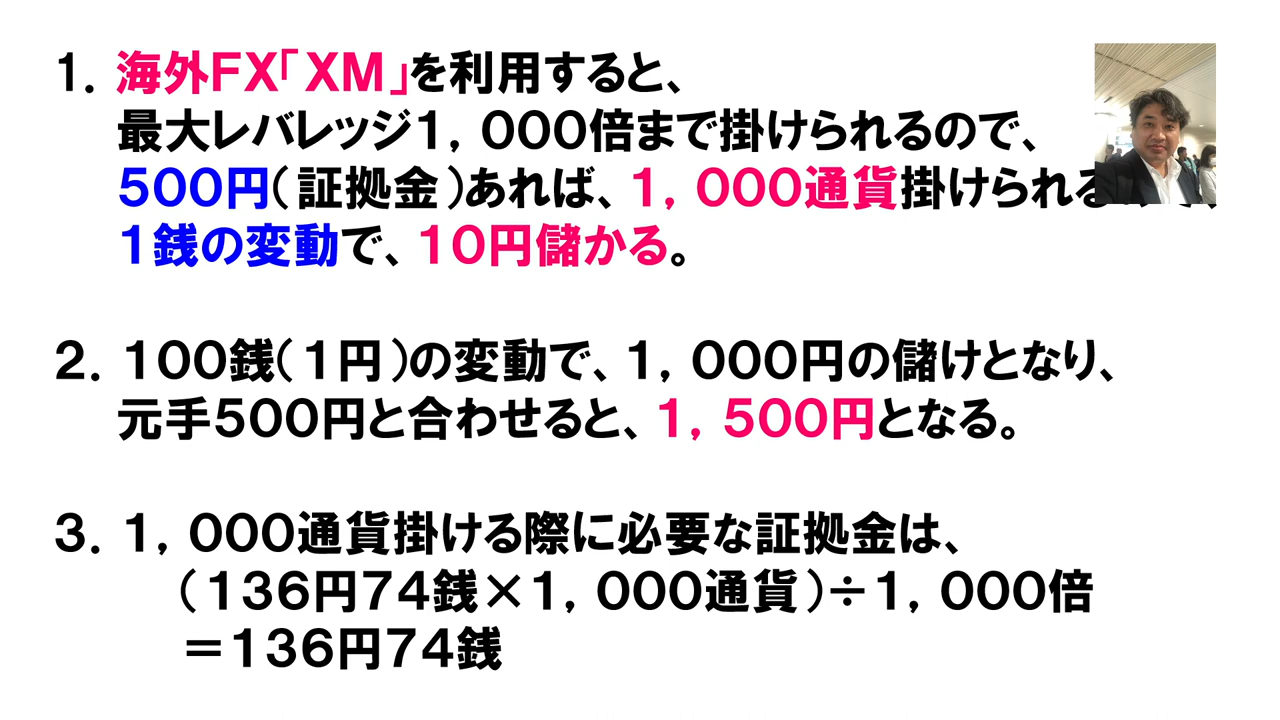 １．海外ＦＸ「ＸＭ」を利用すると、
最大レバレッジ１，０００倍まで掛けられるので、
５００円（証拠金）あれば、１，０００通貨掛けられる
１銭の変動で、１０円儲かる。
２．１００銭（１円）の変動で、１，０００円の儲けとなり、
元手５００円と合わせると、１，５００円となる。
３．１，０００通貨掛ける際に必要な証拠金は、
（１３６円７４銭×１，０００通貨）÷１，０００倍
＝１３６円７４銭